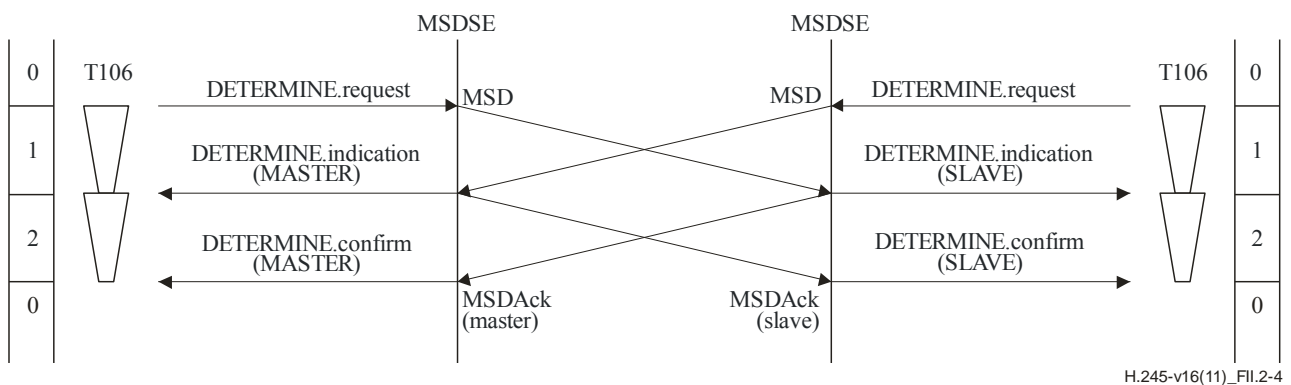 MSDSE MSDSE
0 T106 T106 0
DETERMINE.request MSD MSD DETERMINE.request
1 DETERMINE.indication DETERMINE.indication 1
(MASTER) (SLAVE)
2 DETERMINE.confirm DETERMINE.confirm 2
(MASTER) (SLAVE)
0 MSDAck MSDAck 0
(master) (slave)
H.245-v16(11)_FII.2-4